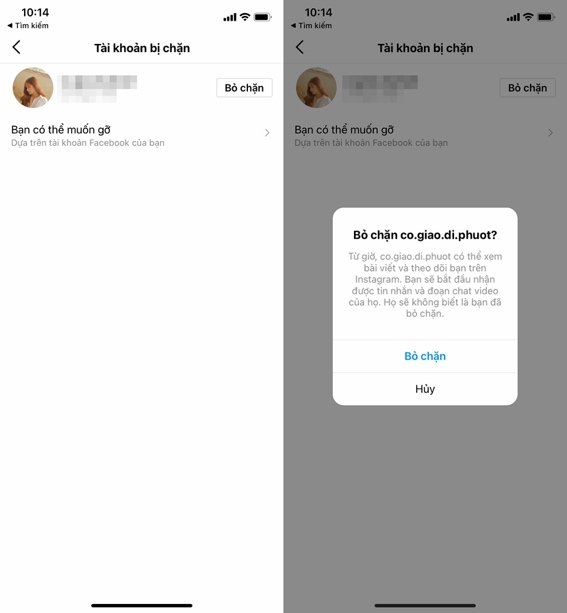 10:14
◀ Tìm kiếm
Tài khoản bị chặn
Bỏ chặn
Bạn có thể muốn gỡ
Dựa trên tài khoản Facebook của bạn
10:14
◀ Tìm kiếm
Tài khoản bị chặn
Bỏ chặn
Bạn có thể muốn gỡ
Dựa trên tài khoản Facebook của bạn
Bỏ chặn co.giao.di.phuot?
Từ giờ, co.giao.di.phuot có thể xem
bài viết và theo dõi bạn trên
Instagram. Bạn sẽ bắt đầu nhận
được tin nhắn và đoạn chat video
của họ. Họ sẽ không biết là bạn đã
bỏ chặn.
Bỏ chặn
Hủy